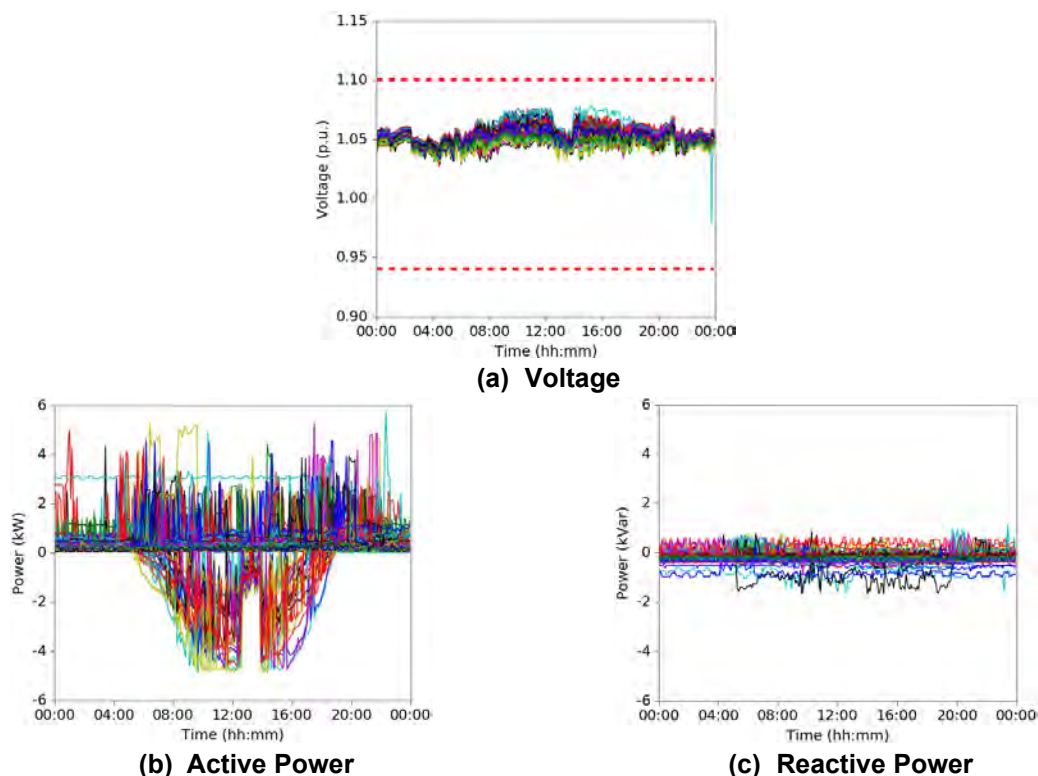 1.15
1.10
1.05
1.00
0.95
0.90
Voltage (p.u.)
00:00 04:00 08:00 12:00 16:00 20:00 00:00
Time (hh:mm)
(a) Voltage
6
4
2
0
-2
-4
-6
Power (kW)
00:00 04:00 08:00 12:00 16:00 20:00 00:00
Time (hh:mm)
(b) Active Power
6
4
2
0
-2
-4
-6
Power (kVar)
00:00 04:00 08:00 12:00 16:00 20:00 00:00
Time (hh:mm)
(c) Reactive Power